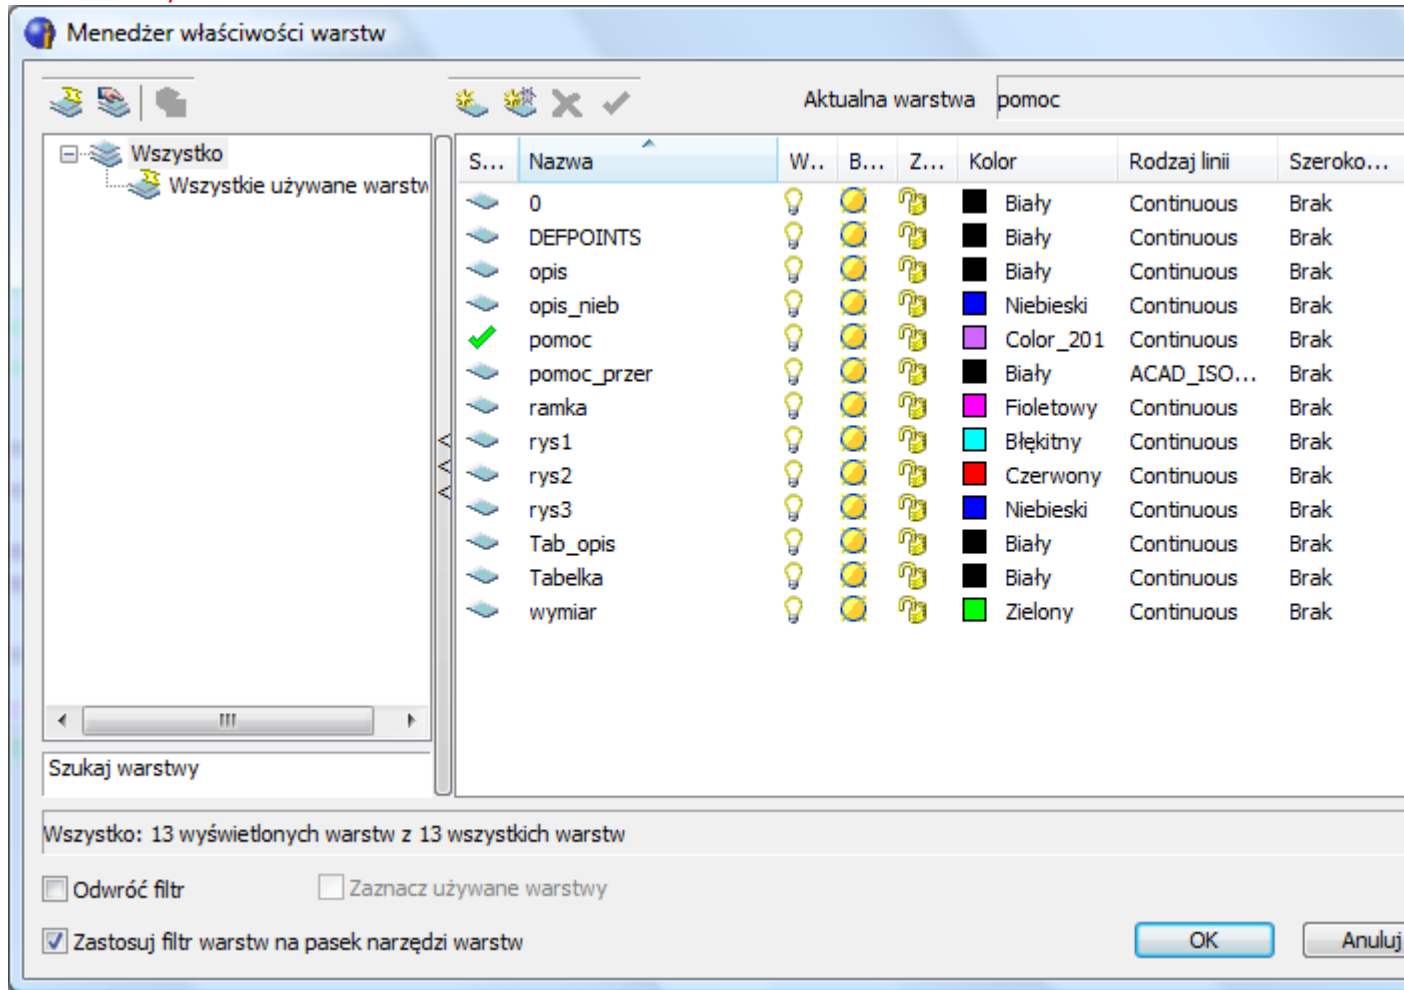 Menedżer właściwości warstw
Aktualna warstwa pomoc
Wszystko
Wszystkie używane warstw
S... Nazwa W.. B... Z... Kolor Rodzaj linii Szeroko...
0 Biały Continuous Brak
DEFPOINTS Biały Continuous Brak
opis Biały Continuous Brak
opis_nieb Niebieski Continuous Brak
pomoc Color_201 Continuous Brak
pomoc_przer Biały ACAD_ISO... Brak
ramka Fioletowy Continuous Brak
rys1 Błękitny Continuous Brak
rys2 Czerwony Continuous Brak
rys3 Niebieski Continuous Brak
Tab_opis Biały Continuous Brak
Tabelka Biały Continuous Brak
wymiar Zielony Continuous Brak
Szukaj warstwy
Wszystko: 13 wyświetlonych warstw z 13 wszystkich warstw
Odwróć filtr Zaznacz używane warstwy
Zastosuj filtr warstw na pasek narzędzi warstw
OK Anuluj